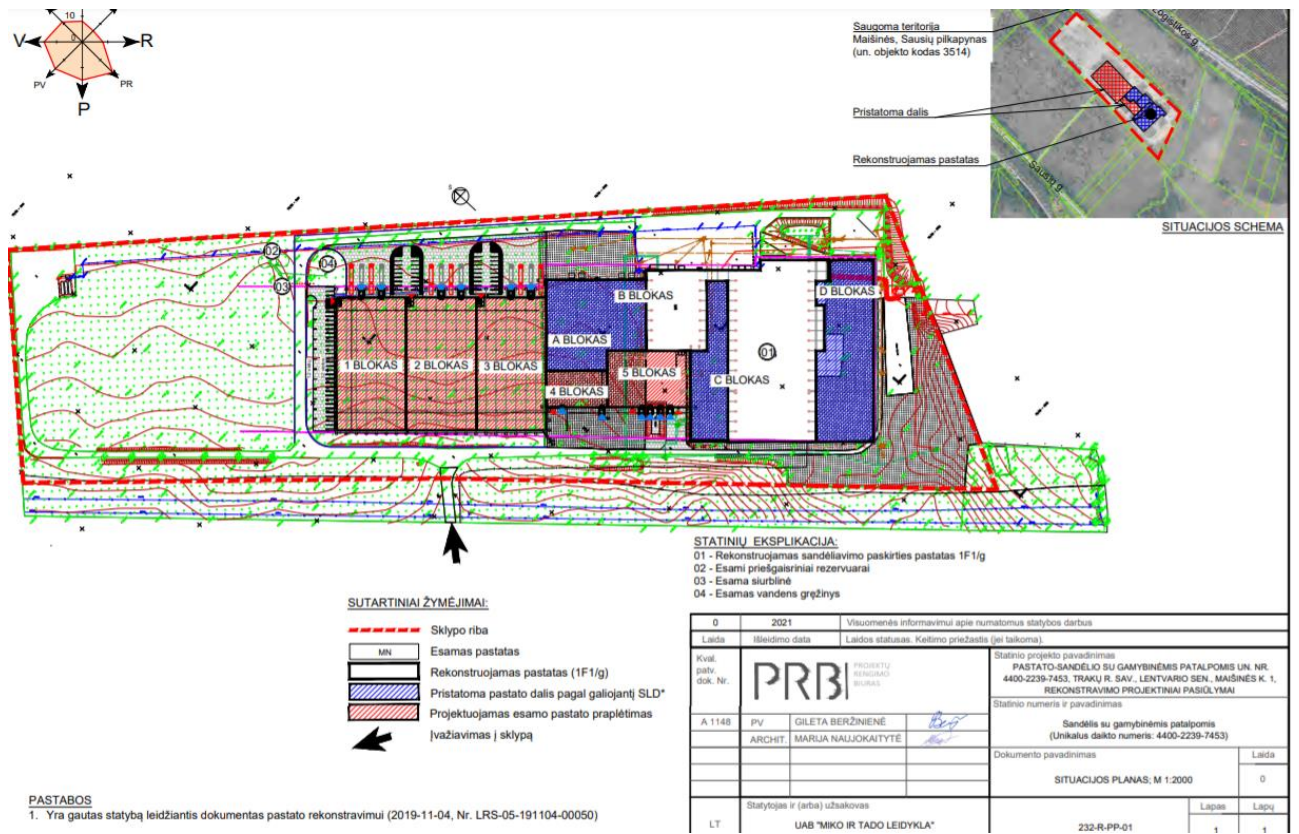 10
0
V
R
PV
PR
P
Saugoma teritorija
Maišinės, Sausių pilkapynas
(un. objekto kodas 3514)
Pristatoma dalis
Rekonstruojamas pastatas
Logistikos g.
Sausių g.
SITUACIJOS SCHEMA
02
04
03
B BLOKAS
D BLOKAS
A BLOKAS
01
1 BLOKAS
2 BLOKAS
3 BLOKAS
5 BLOKAS
C BLOKAS
4 BLOKAS
STATINIŲ EKSPLIKACIJA:
01 - Rekonstruojamas sandėliavimo paskirties pastatas 1F1/g
02 - Esami priešgaisriniai rezervuarai
03 - Esama siurblinė
04 - Esamas vandens gręžinys
SUTARTINIAI ŽYMĖJIMAI:
Sklypo riba
MN
Esamas pastatas
Rekonstruojamas pastatas (1F1/g)
Pristatoma pastato dalis pagal galiojantį SLD*
Projektuojamas esamo pastato praplėtimas
Įvažiavimas į sklypą
PASTABOS
1. Yra gautas statybą leidžiantis dokumentas pastato rekonstravimui (2019-11-04, Nr. LRS-05-191104-00050)
0
2021
Visuomenės informavimui apie numatomus statybos darbus
Laida
Išleidimo data
Laidos statusas. Keitimo priežastis (jei taikoma).
Kval.
patv.
dok. Nr.
PRB
PROJEKTŲ
RENGIMO
BIURAS
Statinio projekto pavadinimas
PASTATO-SANDĖLIO SU GAMYBINĖMIS PATALPOMIS UN. NR.
4400-2239-7453, TRAKŲ R. SAV., LENTVARIO SEN., MAIŠINĖS K. 1,
REKONSTRAVIMO PROJEKTINIAI PASIŪLYMAI
Statinio numeris ir pavadinimas
Sandėlis su gamybinėmis patalpomis
(Unikalus daikto numeris: 4400-2239-7453)
A 1148
PV
GILETA BERŽINIENĖ
ARCHIT.
MARIJA NAUJOKAITYTĖ
Dokumento pavadinimas
Laida
SITUACIJOS PLANAS; M 1:2000
0
LT
Statytojas ir (arba) užsakovas
UAB "MIKO IR TADO LEIDYKLA"
232-R-PP-01
Lapas
Lapų
1
1